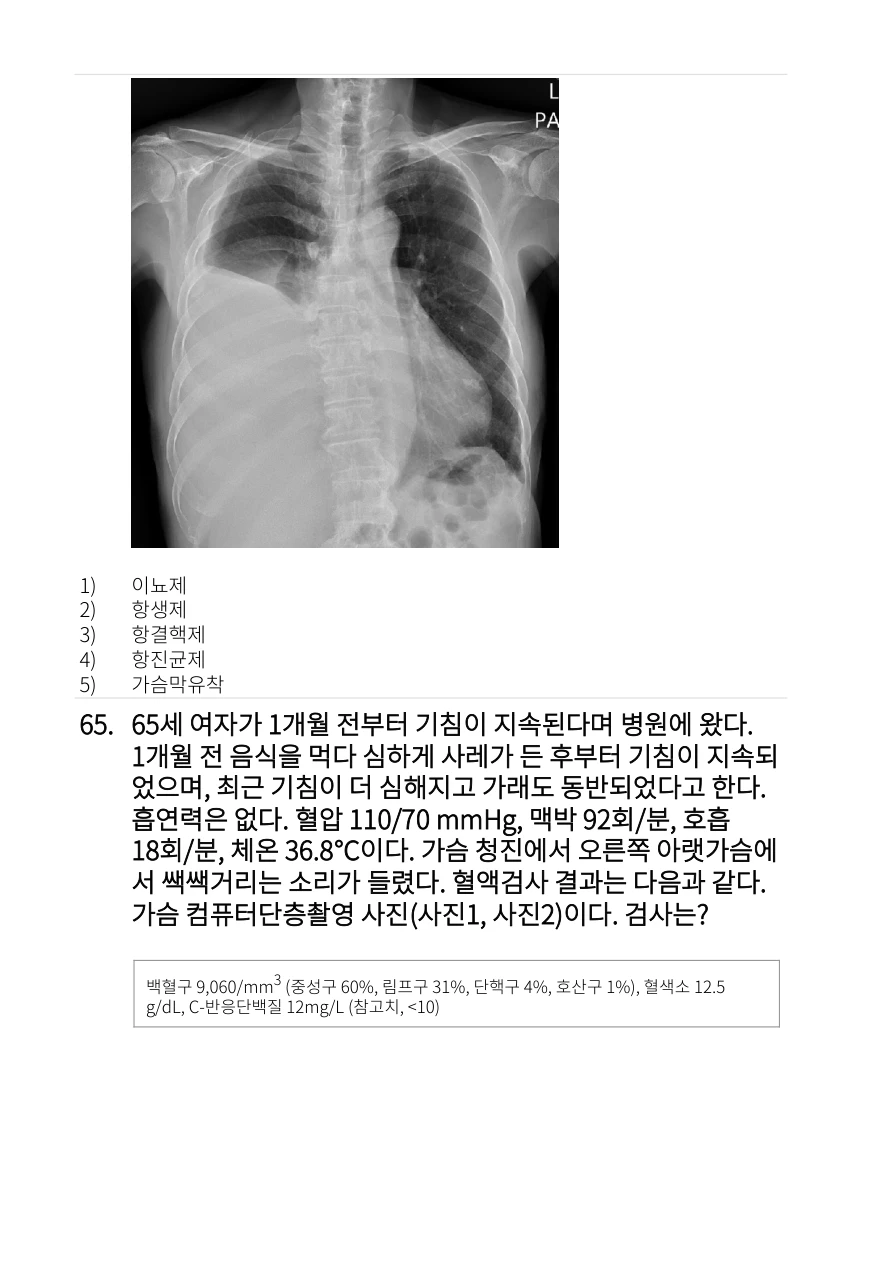 L
PA
1) 이뇨제
2) 항생제
3) 항결핵제
4) 항진균제
5) 가슴막유착
65. 65세 여자가 1개월 전부터 기침이 지속된다며 병원에 왔다.
1개월 전 음식을 먹다 심하게 사레가 든 후부터 기침이 지속되
었으며, 최근 기침이 더 심해지고 가래도 동반되었다고 한다.
흡연력은 없다. 혈압 110/70 mmHg, 맥박 92회/분, 호흡
18회/분, 체온 36.8°C이다. 가슴 청진에서 오른쪽 아랫가슴에
서 쌕쌕거리는 소리가 들렸다. 혈액검사 결과는 다음과 같다.
가슴 컴퓨터단층촬영 사진(사진1, 사진2)이다. 검사는?
백혈구 9,060/mm³ (중성구 60%, 림프구 31%, 단핵구 4%, 호산구 1%), 혈색소 12.5
g/dL, C-반응단백질 12mg/L (참고치, <10)